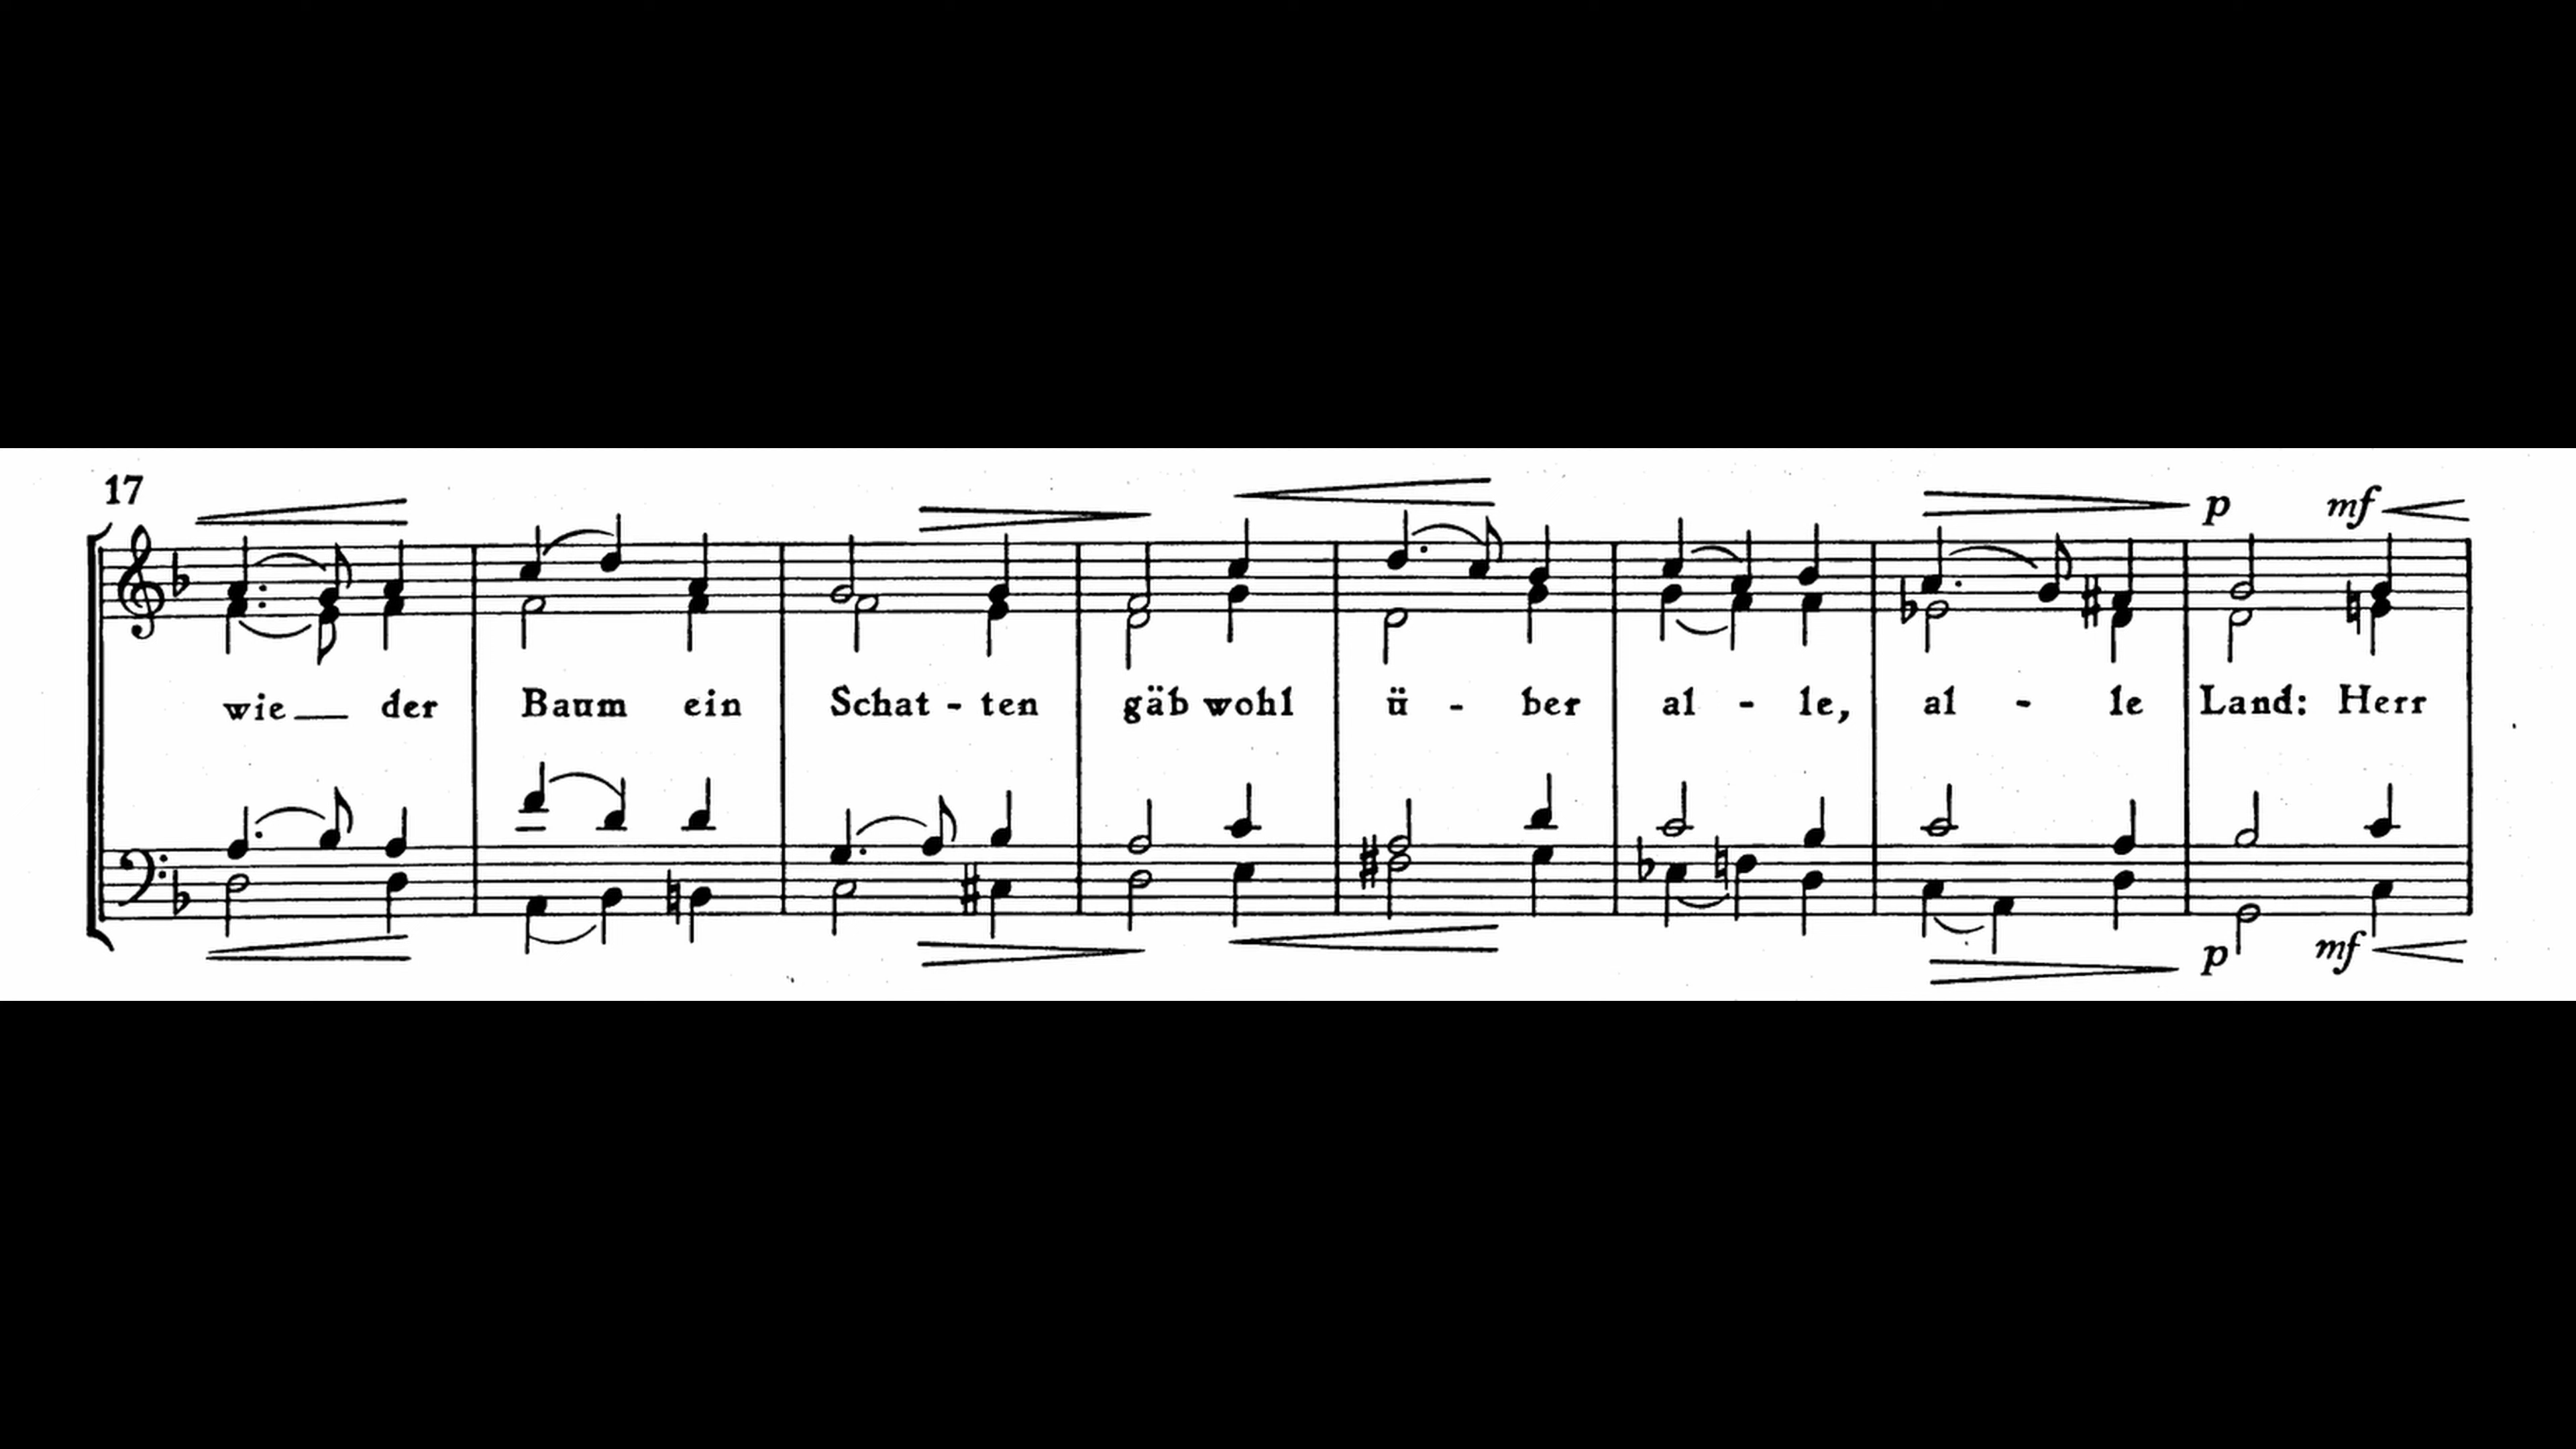 17
p mf
wie der Baum ein Schat - ten gäb wohl ü - ber al - le, al - le Land: Herr
p mf